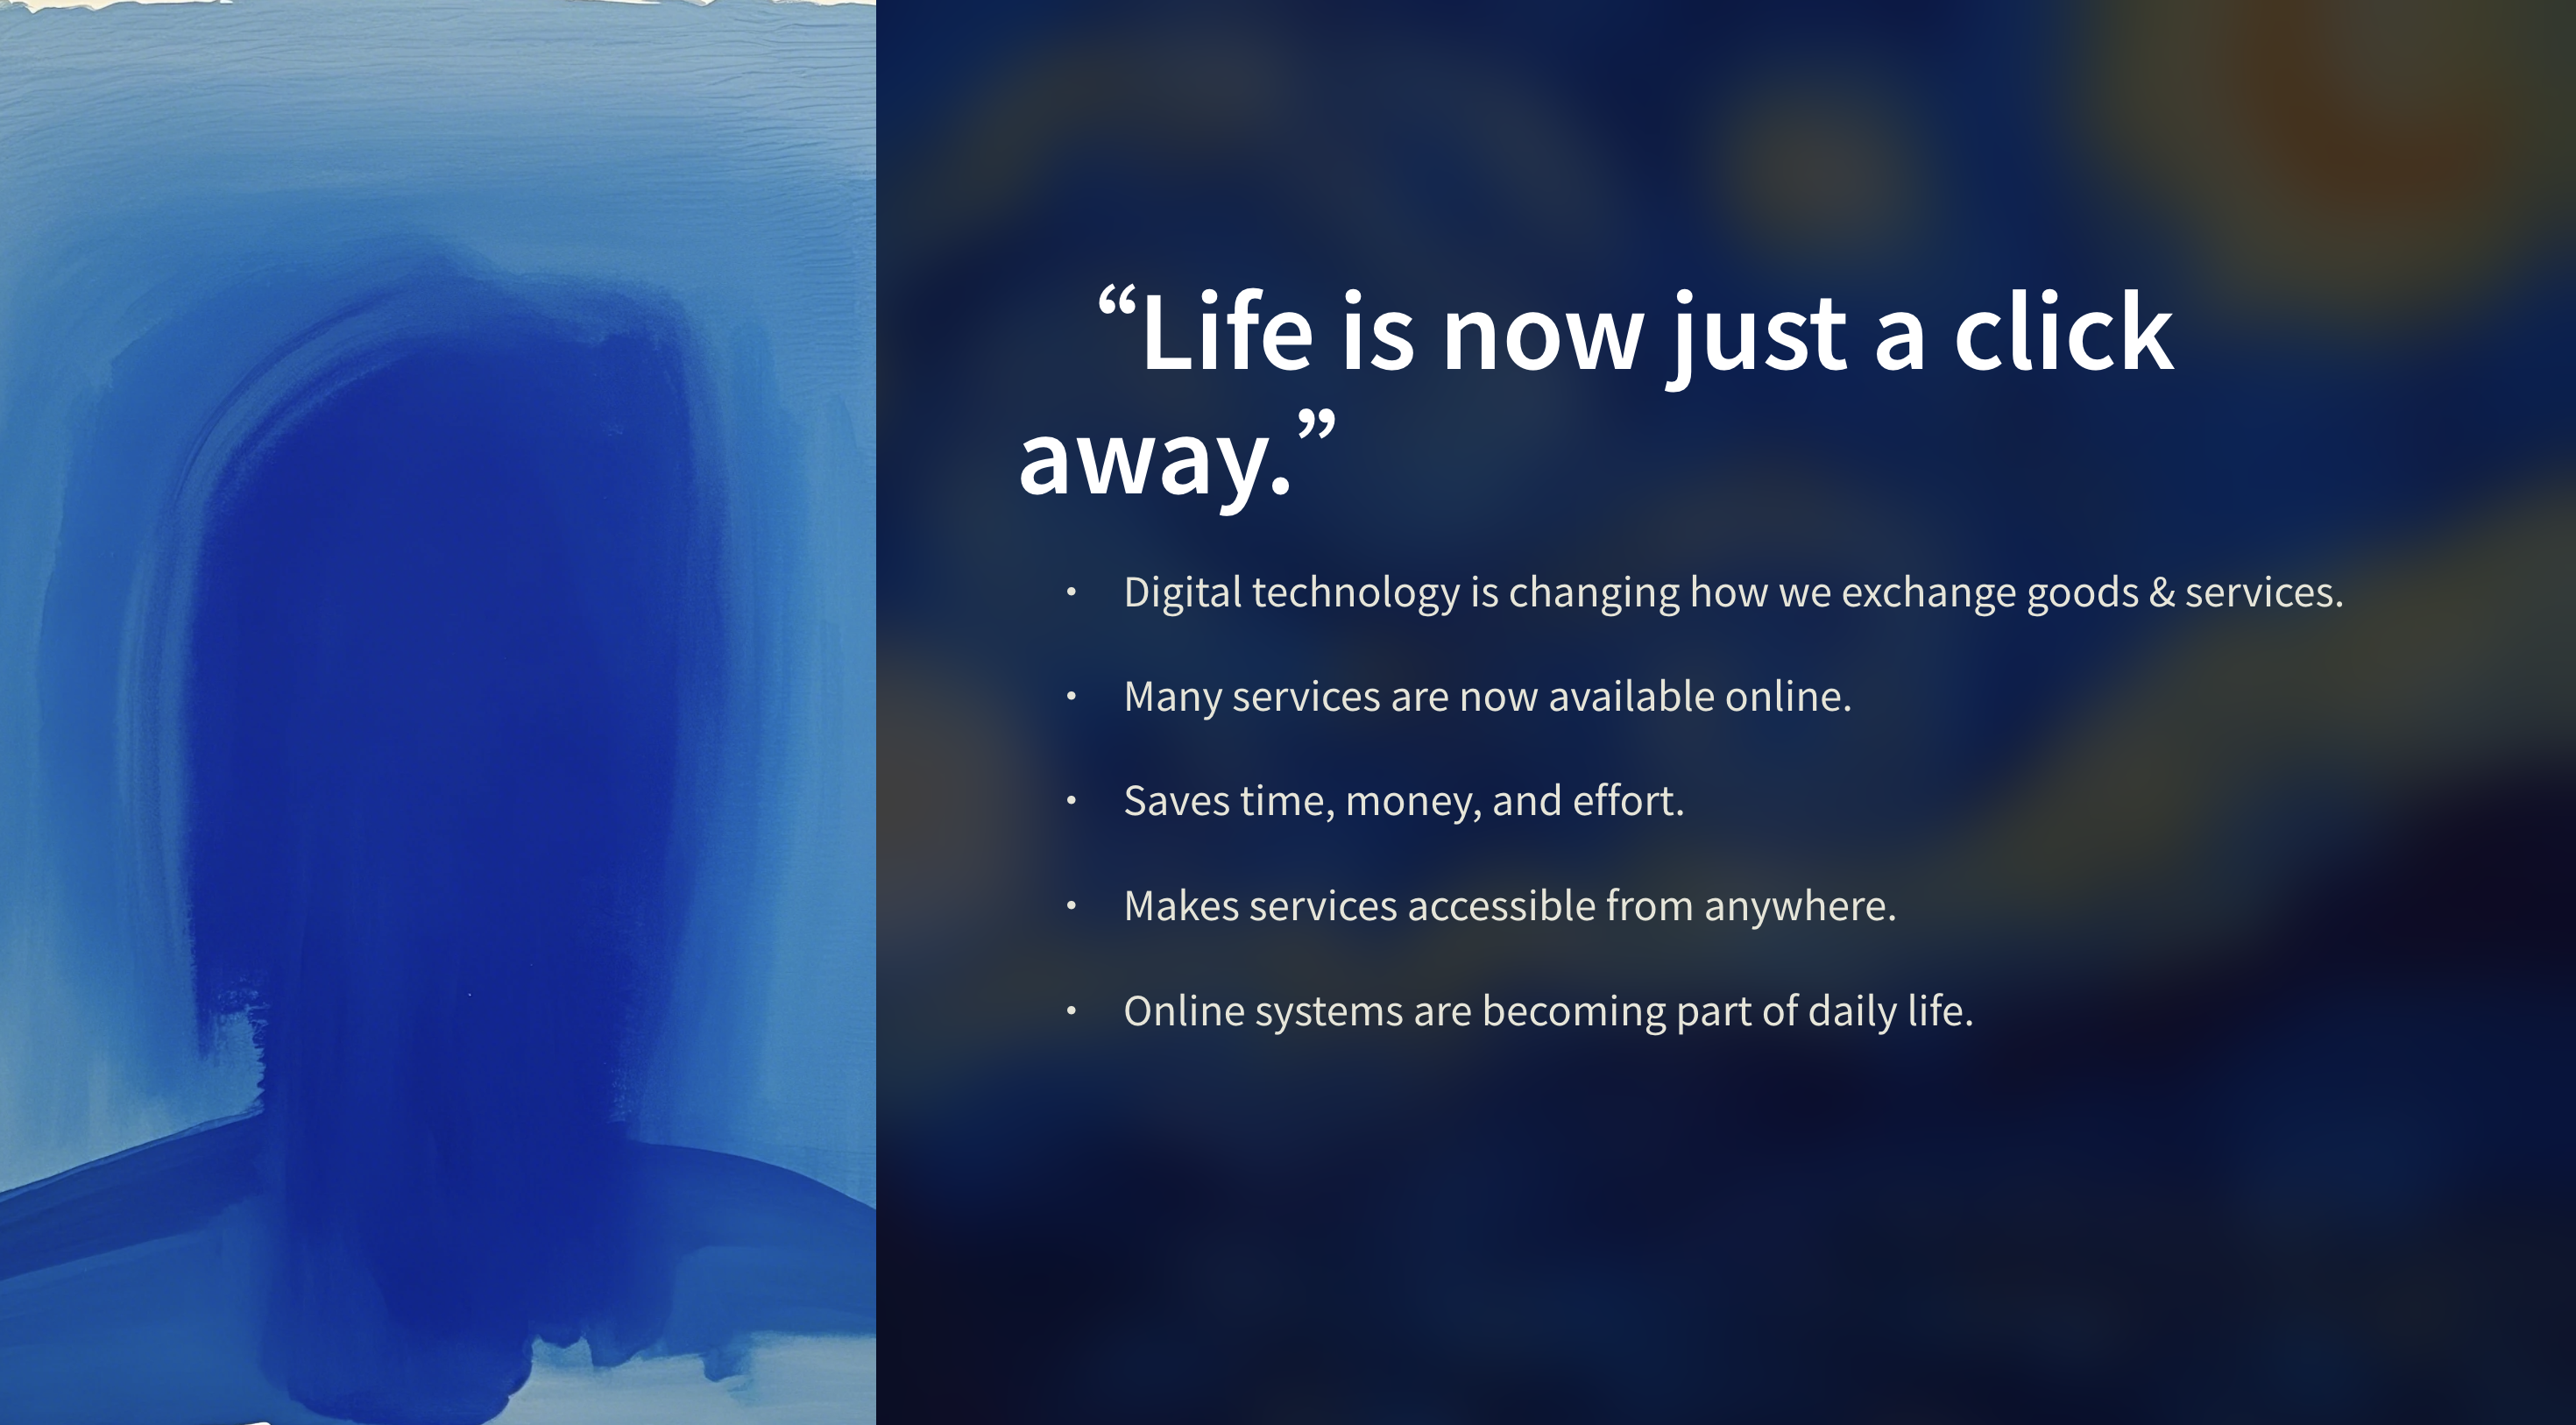 “Life is now just a click
away.”
• Digital technology is changing how we exchange goods & services.
• Many services are now available online.
• Saves time, money, and effort.
• Makes services accessible from anywhere.
• Online systems are becoming part of daily life.